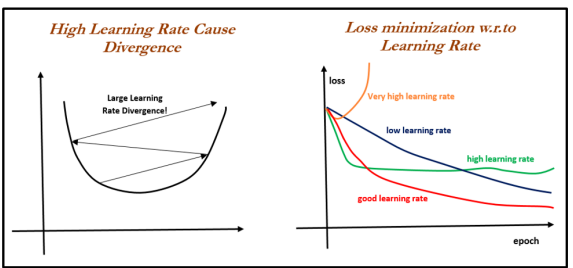 High Learning Rate Cause
Divergence
Large Learning
Rate Divergence!
Loss minimization w.r.to
Learning Rate
loss
Very high learning rate
low learning rate
high learning rate
good learning rate
epoch